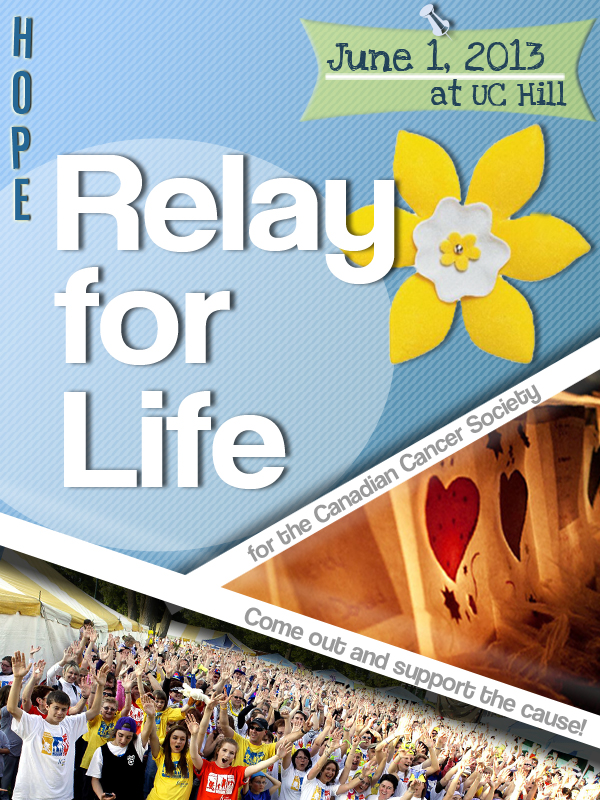 HOPE
June 1, 2013
at UC Hill
Relay
for
Life
for the Canadian Cancer Society
Come out and support the cause!